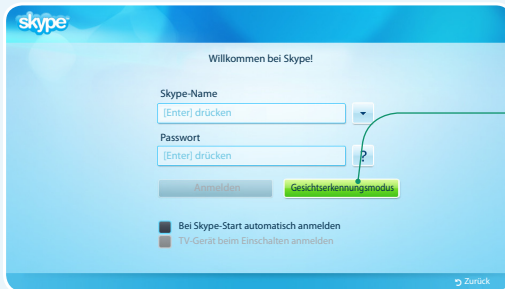 skype
Willkommen bei Skype!
Skype-Name
[Enter] drücken
Passwort
[Enter] drücken
?
Anmelden
Gesichtserkennungsmodus
Bei Skype-Start automatisch anmelden
TV-Gerät beim Einschalten anmelden
Zurück